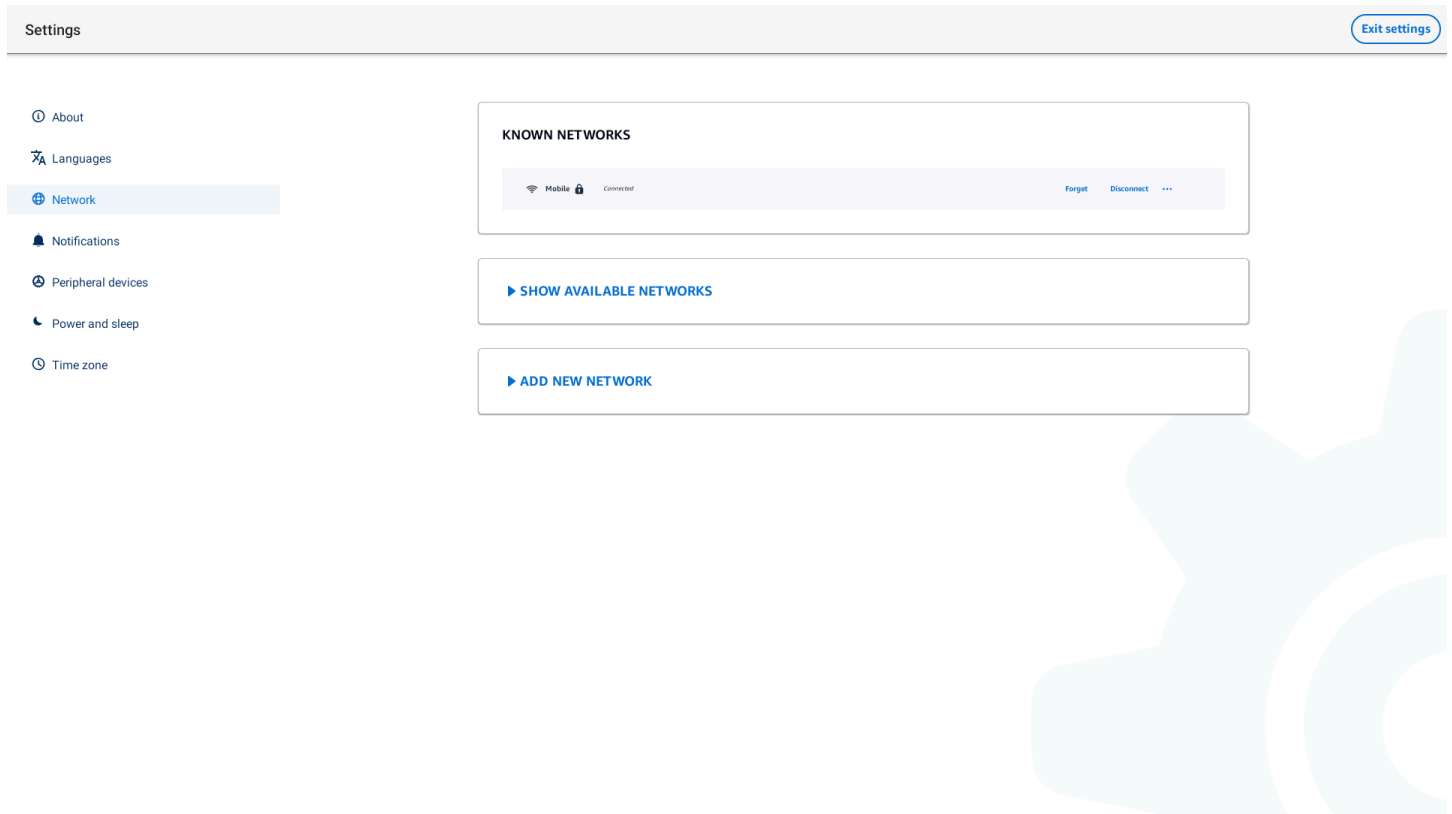 Settings
Exit settings
About
Languages
Network
Notifications
Peripheral devices
Power and sleep
Time zone
KNOWN NETWORKS
Mobile Connected Forget Disconnect ...
SHOW AVAILABLE NETWORKS
ADD NEW NETWORK